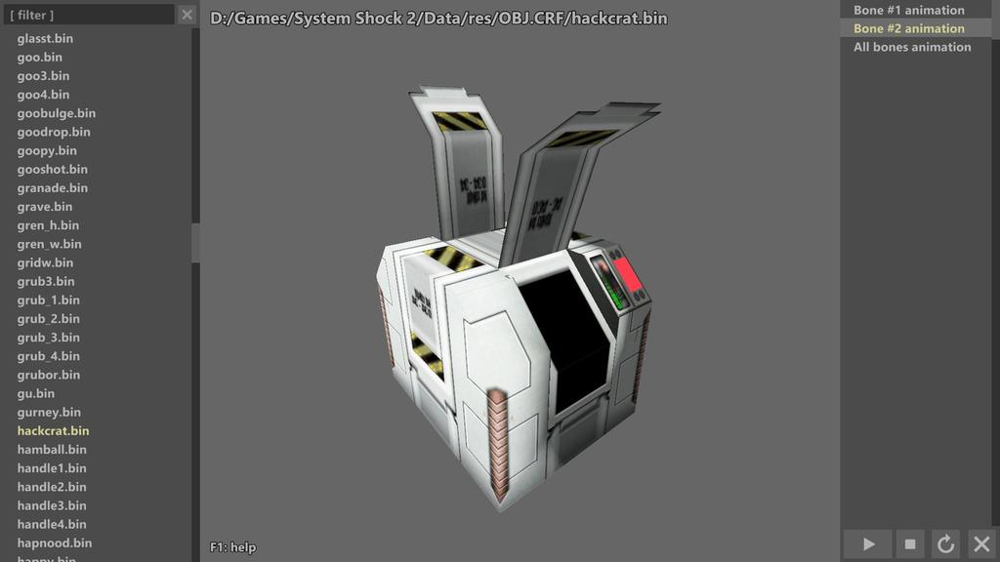 [ filter ]
glasst.bin
goo.bin
goo3.bin
goo4.bin
goobulge.bin
goodrop.bin
goopy.bin
gooshot.bin
granade.bin
grave.bin
gren_h.bin
gren_w.bin
gridw.bin
grub3.bin
grub_1.bin
grub_2.bin
grub_3.bin
grub_4.bin
grubor.bin
gu.bin
gurney.bin
hackcrat.bin
hamball.bin
handle1.bin
handle2.bin
handle3.bin
handle4.bin
hapnood.bin
happy.bin
D:/Games/System Shock 2/Data/res/OBJ.CRF/hackcrat.bin
F1: help
Bone #1 animation
Bone #2 animation
All bones animation